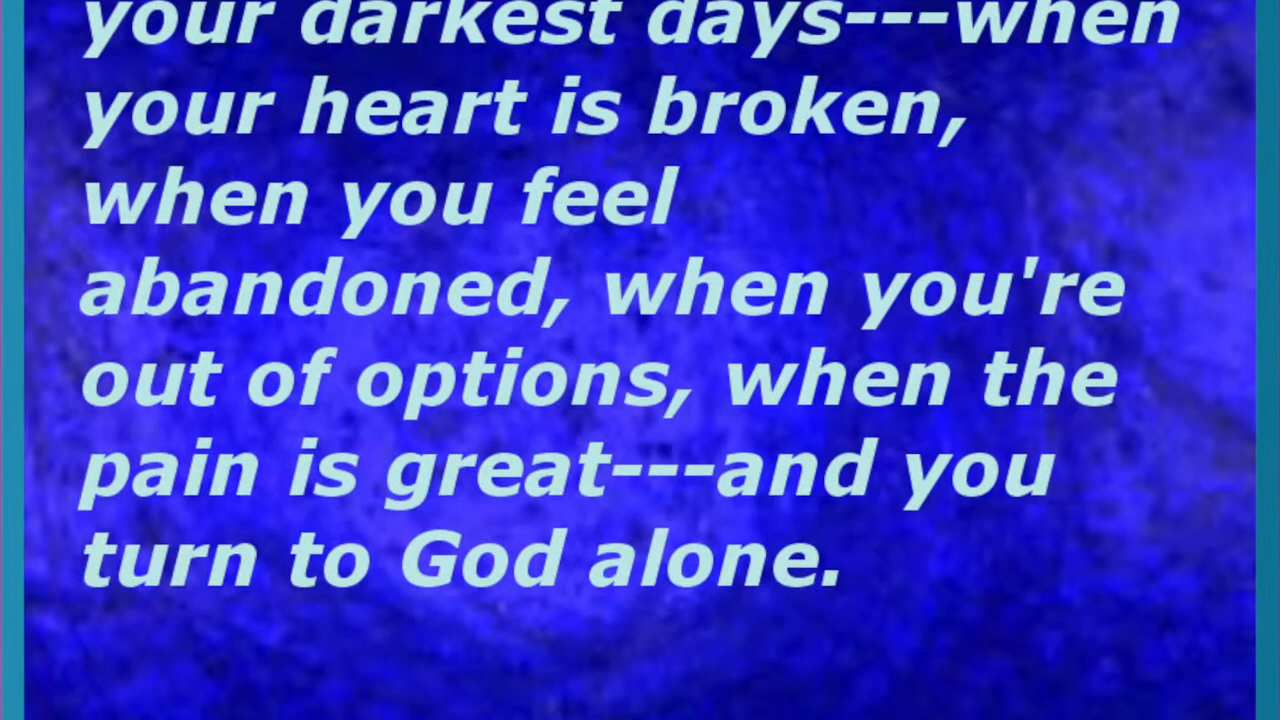 your darkest days---when
your heart is broken,
when you feel
abandoned, when you're
out of options, when the
pain is great---and you
turn to God alone.